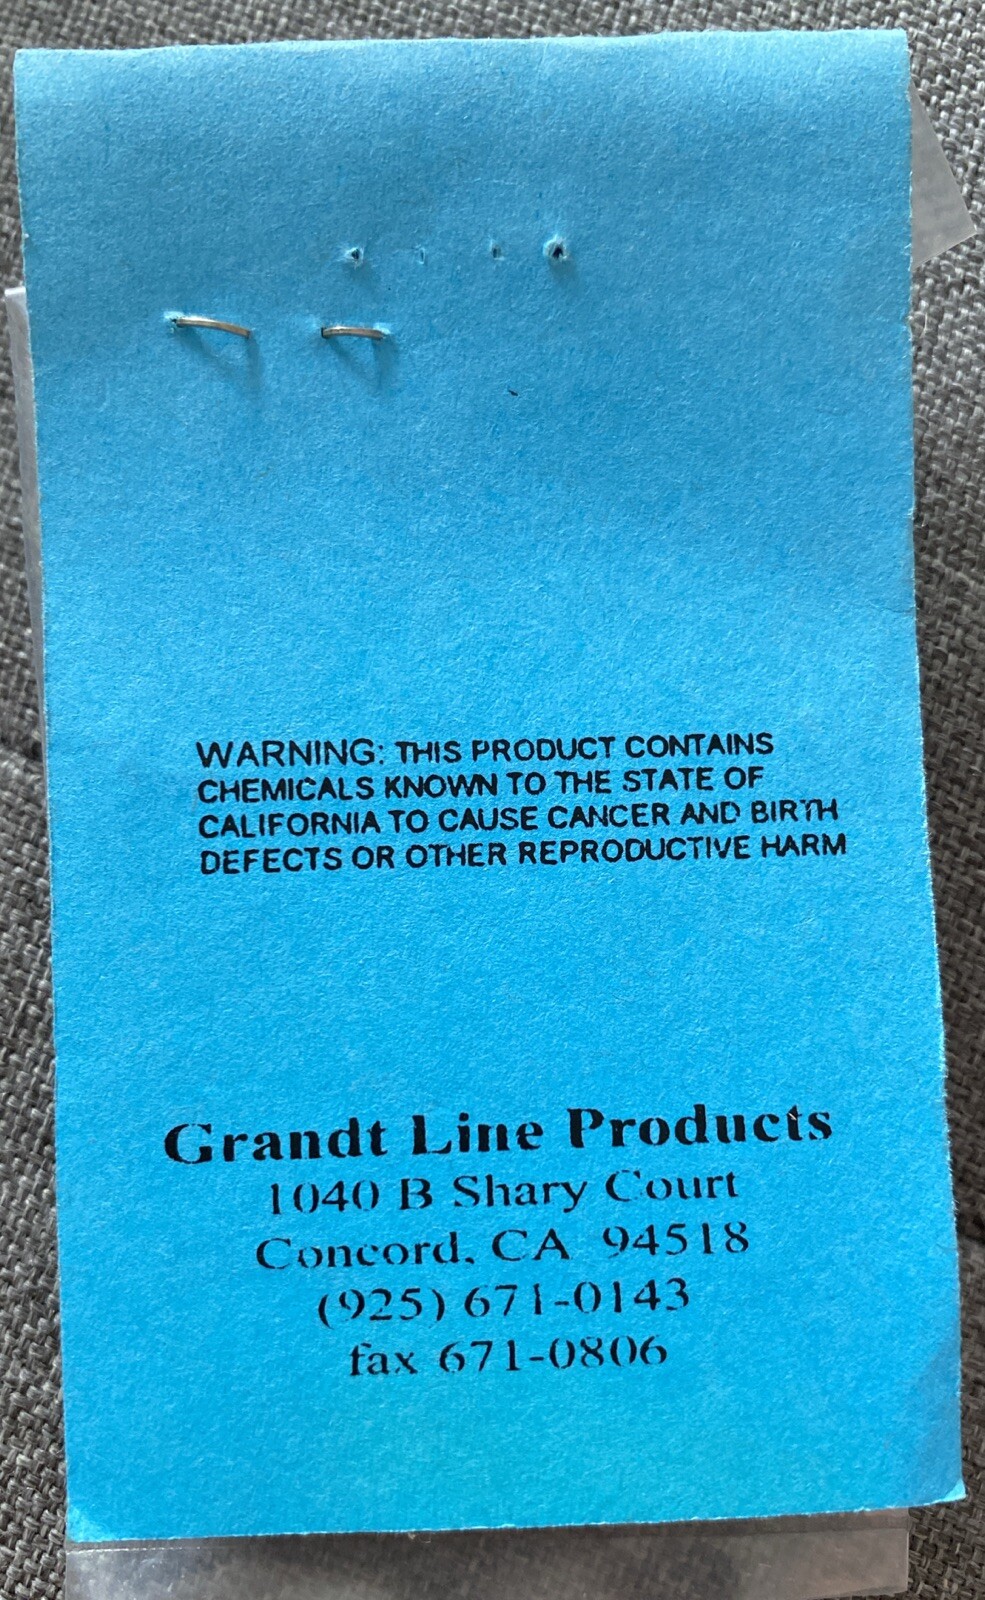 WARNING: THIS PRODUCT CONTAINS
CHEMICALS KNOWN TO THE STATE OF
CALIFORNIA TO CAUSE CANCER AND BIRTH
DEFECTS OR OTHER REPRODUCTIVE HARM
Grandt Line Products
1040 B Shary Court
Concord, CA 94518
(925) 671-0143
fax 671-0806